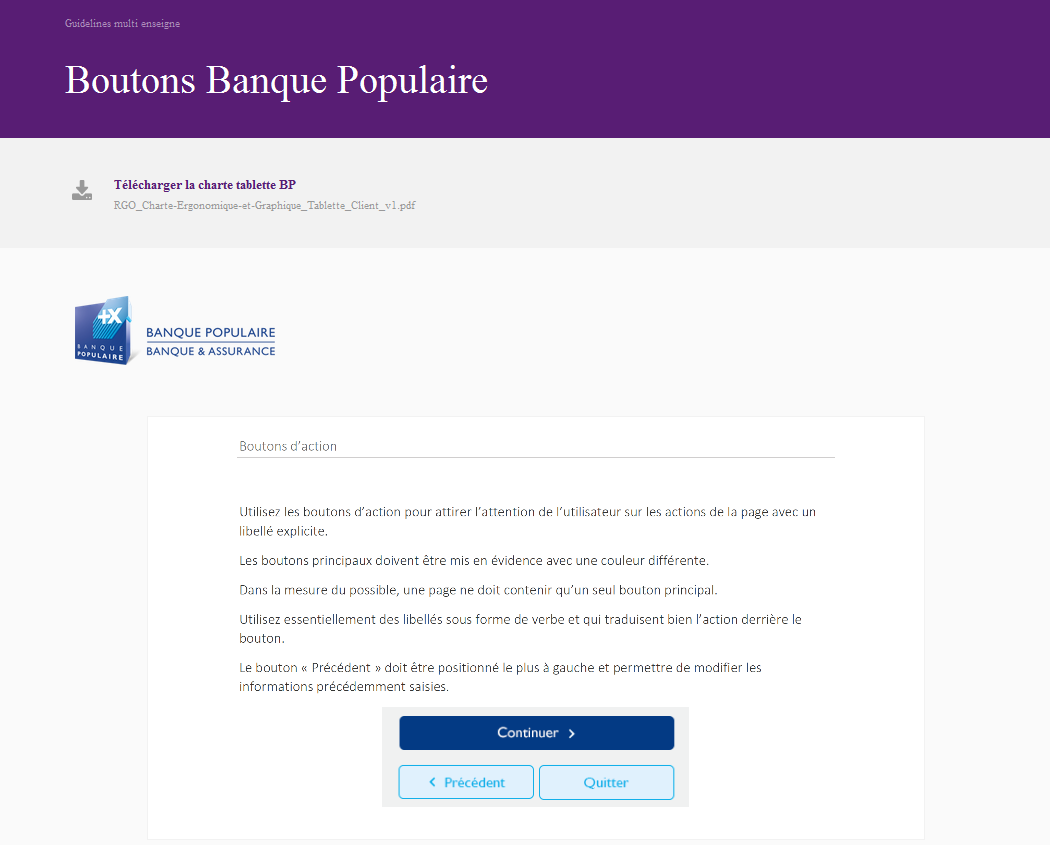 Guidelines multi enseigne
Boutons Banque Populaire
Télécharger la charte tablette BP
RGO_Charte-Ergonomique-et-Graphique_Tablette_Client_v1.pdf
+X
BANQUE
POPULAIRE
BANQUE POPULAIRE
BANQUE & ASSURANCE
Boutons d’action
Utilisez les boutons d’action pour attirer l’attention de l’utilisateur sur les actions de la page avec un
libellé explicite.
Les boutons principaux doivent être mis en évidence avec une couleur différente.
Dans la mesure du possible, une page ne doit contenir qu’un seul bouton principal.
Utilisez essentiellement des libellés sous forme de verbe et qui traduisent bien l’action derrière le
bouton.
Le bouton « Précédent » doit être positionné le plus à gauche et permettre de modifier les
informations précédemment saisies.
Continuer >
< Précédent
Quitter